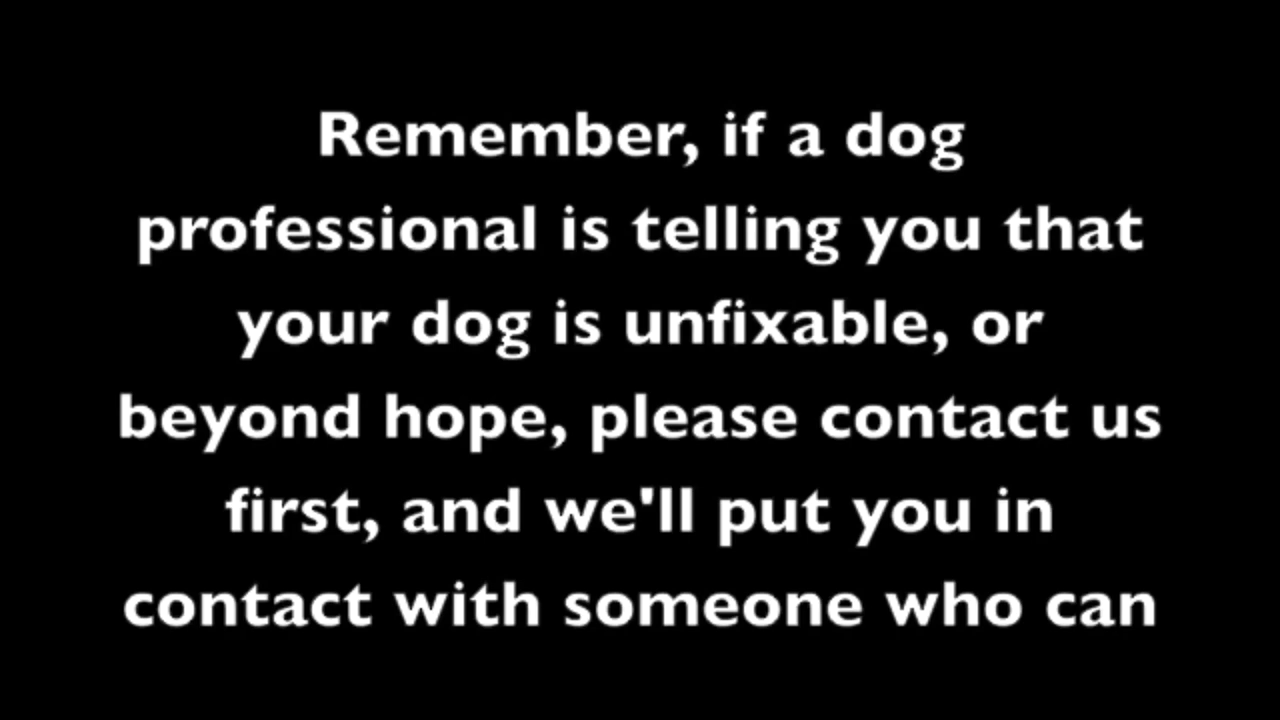 Remember, if a dog
professional is telling you that
your dog is unfixable, or
beyond hope, please contact us
first, and we'll put you in
contact with someone who can